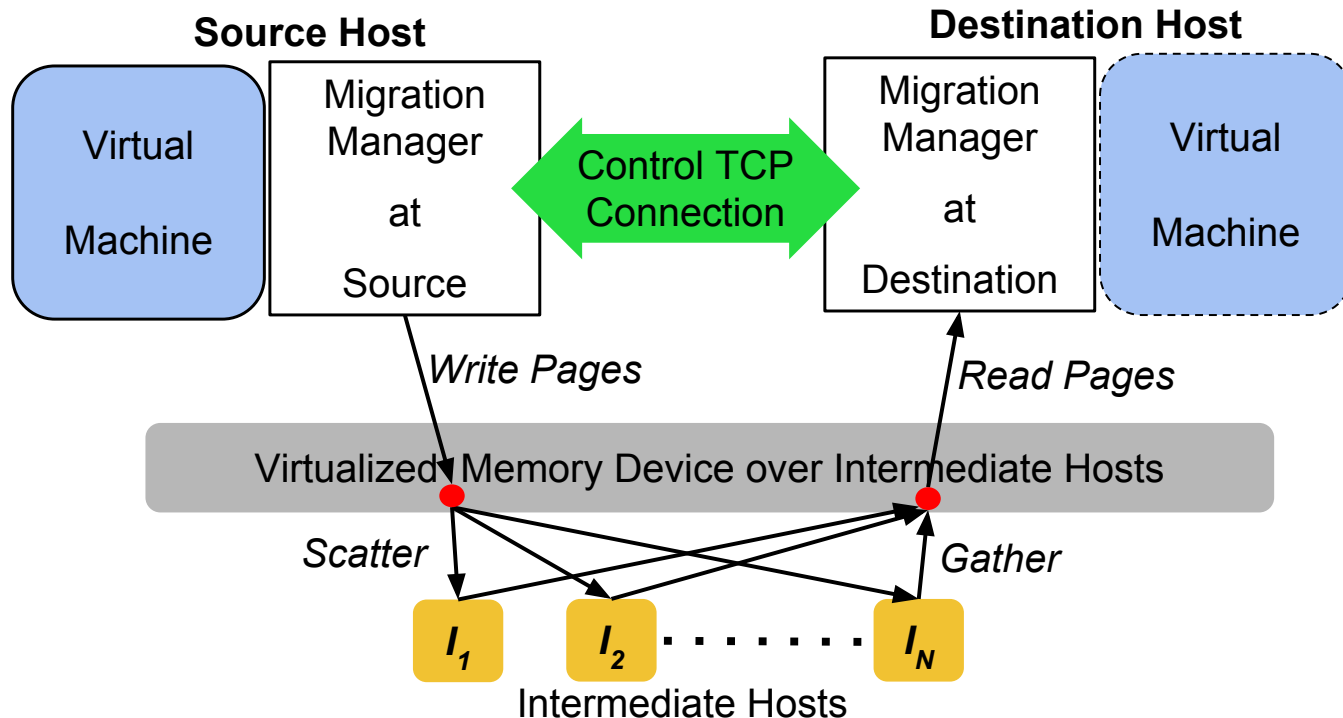 Source Host
Destination Host
Virtual
Machine
Migration
Manager
at
Source
Control TCP
Connection
Migration
Manager
at
Destination
Virtual
Machine
Write Pages
Read Pages
Virtualized Memory Device over Intermediate Hosts
Scatter
Gather
I1
I2
IN
Intermediate Hosts